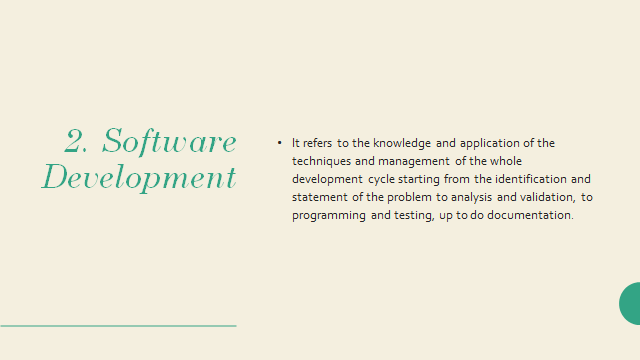 2. Software
Development
• It refers to the knowledge and application of the
techniques and management of the whole
development cycle starting from the identification and
statement of the problem to analysis and validation, to
programming and testing, up to do documentation.